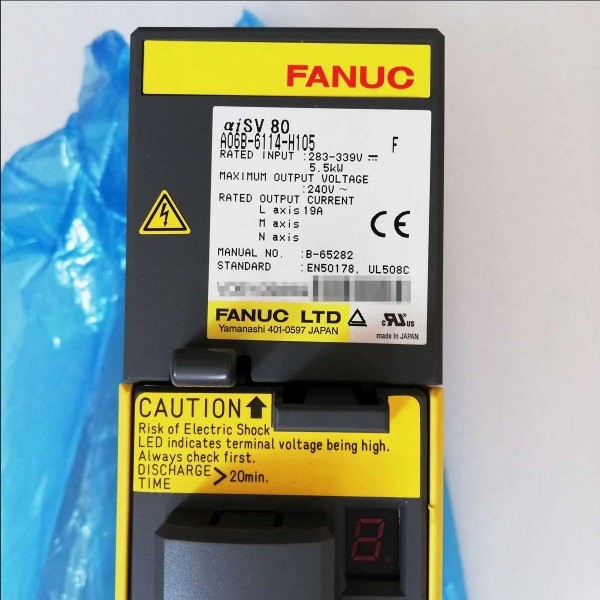 FANUC
αiSV 80
A06B-6114-H105 F
RATED INPUT :283-339V ⎓
5.5kW
MAXIMUM OUTPUT VOLTAGE
:240V ~
RATED OUTPUT CURRENT
L axis 19A
M axis
N axis
CE
MANUAL NO. :B-65282
STANDARD :EN50178, UL508C
FANUC LTD
Yamanashi 401-0597 JAPAN
c US
made in JAPAN
CAUTION
Risk of Electric Shock
LED indicates terminal voltage being high.
Always check first.
DISCHARGE TIME > 20min.
8.